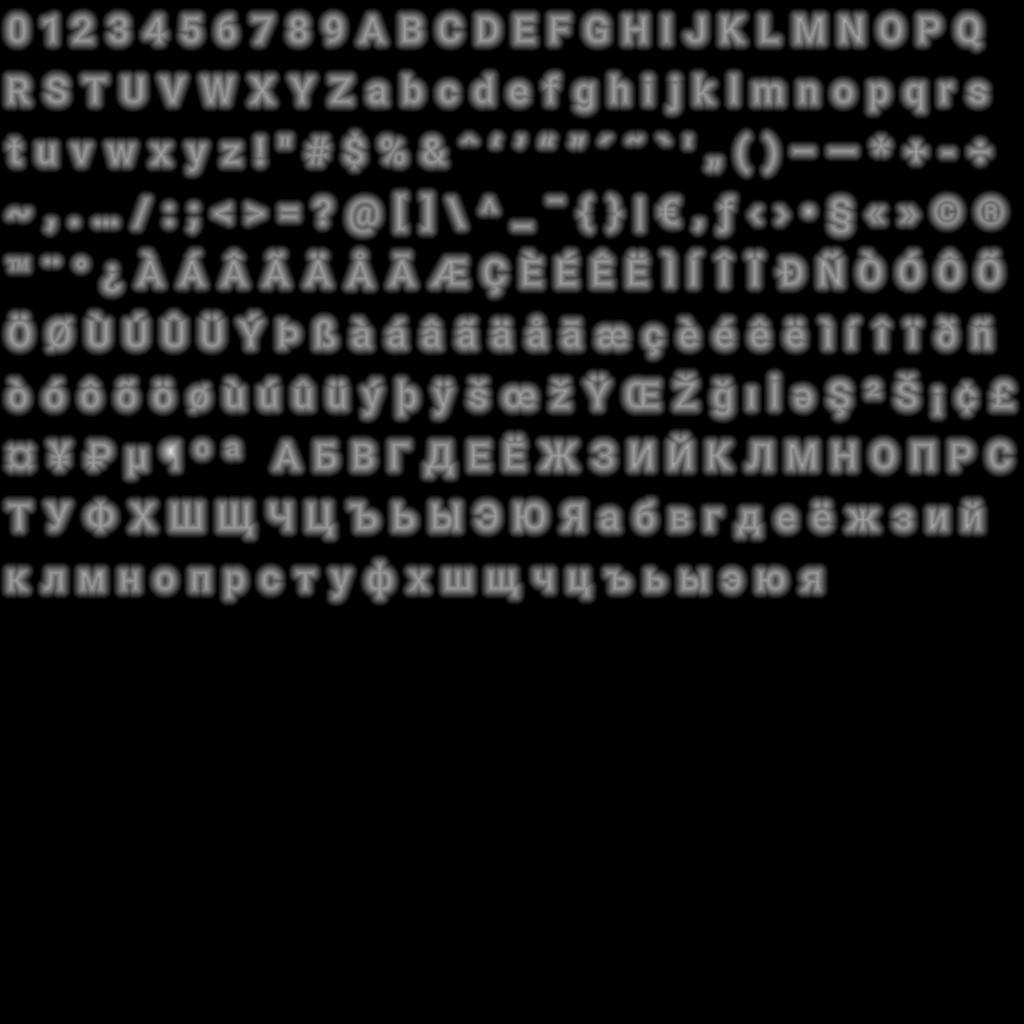 0123456789ABCDEFGHIJKLMNOPQ
RSTUVWXYZabcdefghijklmnopqrs
tuvwxyz!"#$%&^‘’“”´˜`'„()–—*+-÷
~,.…/:;<>=?@[]\^_¯{}|€‚ƒ‹›•§«»©®
™¨°¿ÀÁÂÃÄÅĀÆÇÈÉÊËÌÍÎÏÐÑÒÓÔÕ
ÖØÙÚÛÜÝÞßàáâãäåāæçèéêëìíîïðñ
òóôõöøùúûüýþÿšœžŸŒŽğıİəŞ²Š¡¢£
¤¥₽µ¶ºª АБВГДЕЁЖЗИЙКЛМНОПРС
ТУФХШЩЧЦЪЬЫЭЮЯабвгдеёжзий
клмнопрстуфхшщчцъьыэюя